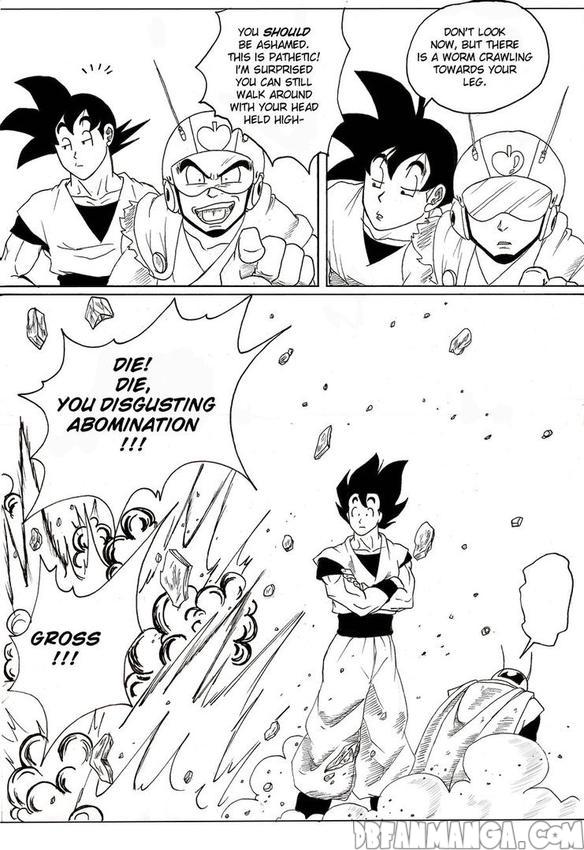 YOU SHOULD
BE ASHAMED.
THIS IS PATHETIC!
I'M SURPRISED
YOU CAN STILL
WALK AROUND
WITH YOUR HEAD
HELD HIGH-
DON'T LOOK
NOW, BUT THERE
IS A WORM CRAWLING
TOWARDS YOUR
LEG.
DIE!
DIE,
YOU DISGUSTING
ABOMINATION
!!!
GROSS
!!!
DBFANMANGA.COM